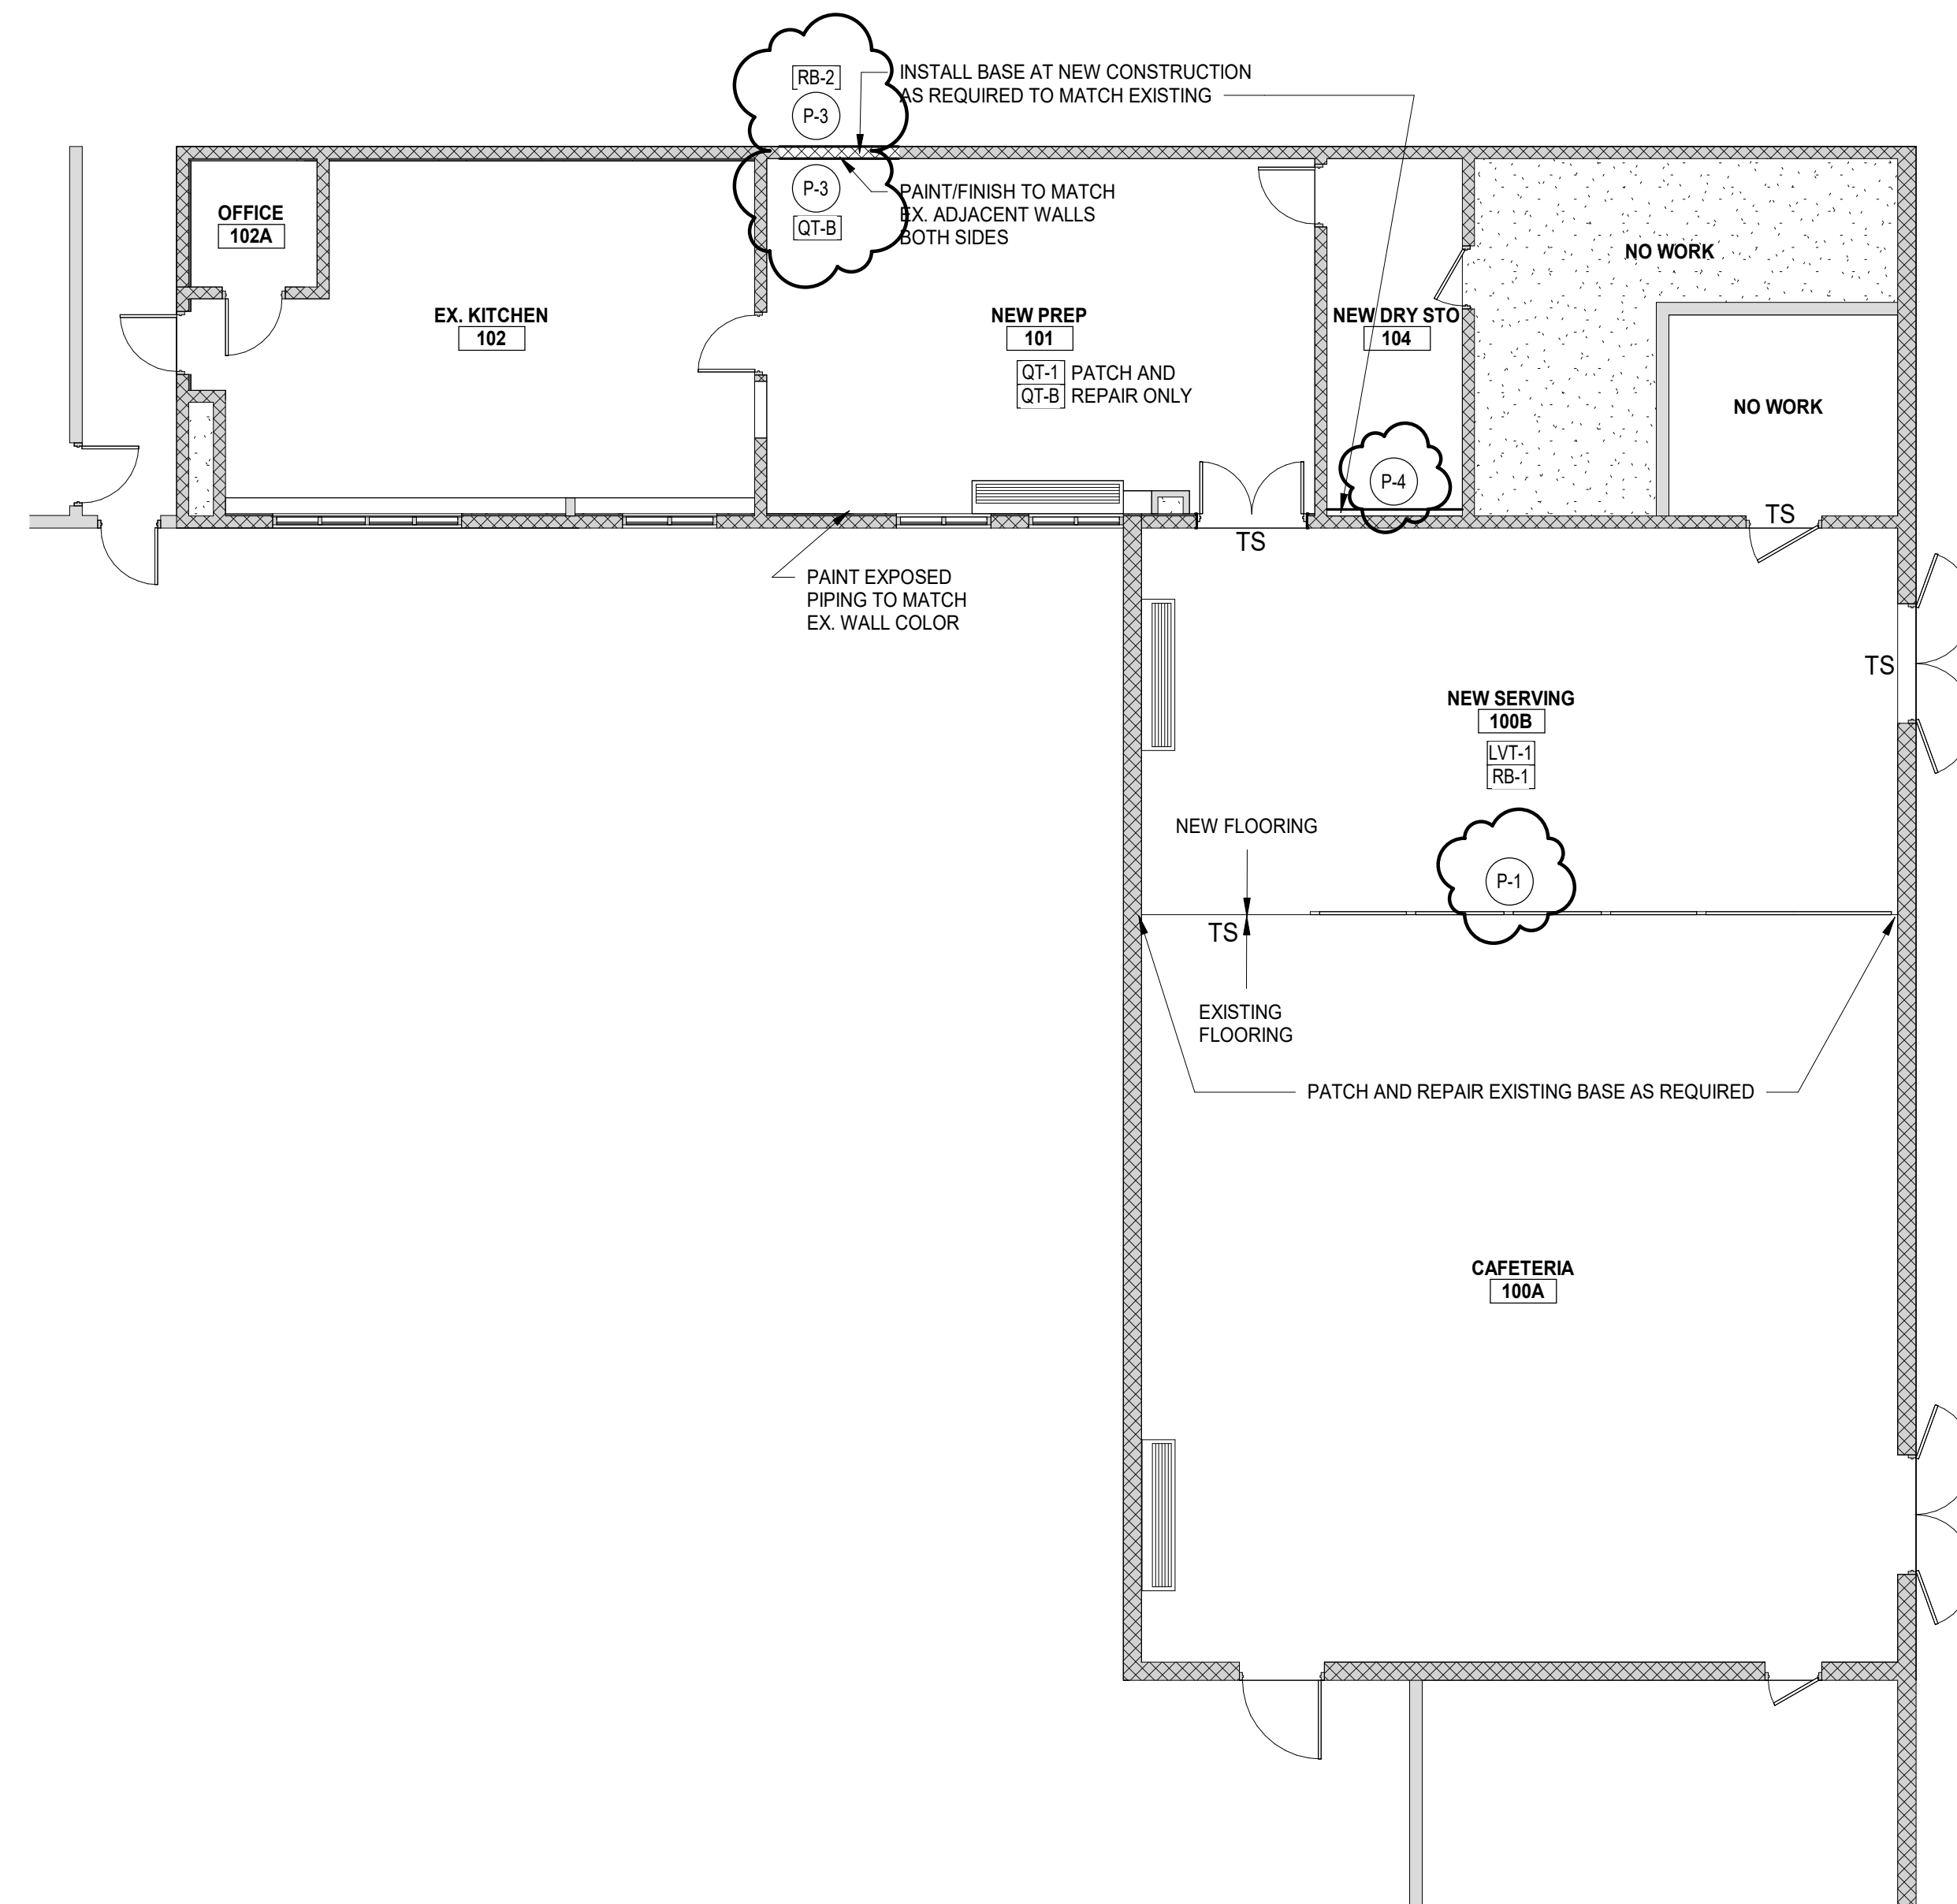 RB-2
P-3
INSTALL BASE AT NEW CONSTRUCTION
AS REQUIRED TO MATCH EXISTING
P-3
QT-B
PAINT/FINISH TO MATCH
EX. ADJACENT WALLS
BOTH SIDES
OFFICE
102A
EX. KITCHEN
102
NEW PREP
101
QT-1 PATCH AND
QT-B REPAIR ONLY
NEW DRY STO
104
NO WORK
NO WORK
P-4
TS
TS
PAINT EXPOSED
PIPING TO MATCH
EX. WALL COLOR
TS
NEW SERVING
100B
LVT-1
RB-1
NEW FLOORING
P-1
TS
EXISTING
FLOORING
PATCH AND REPAIR EXISTING BASE AS REQUIRED
CAFETERIA
100A